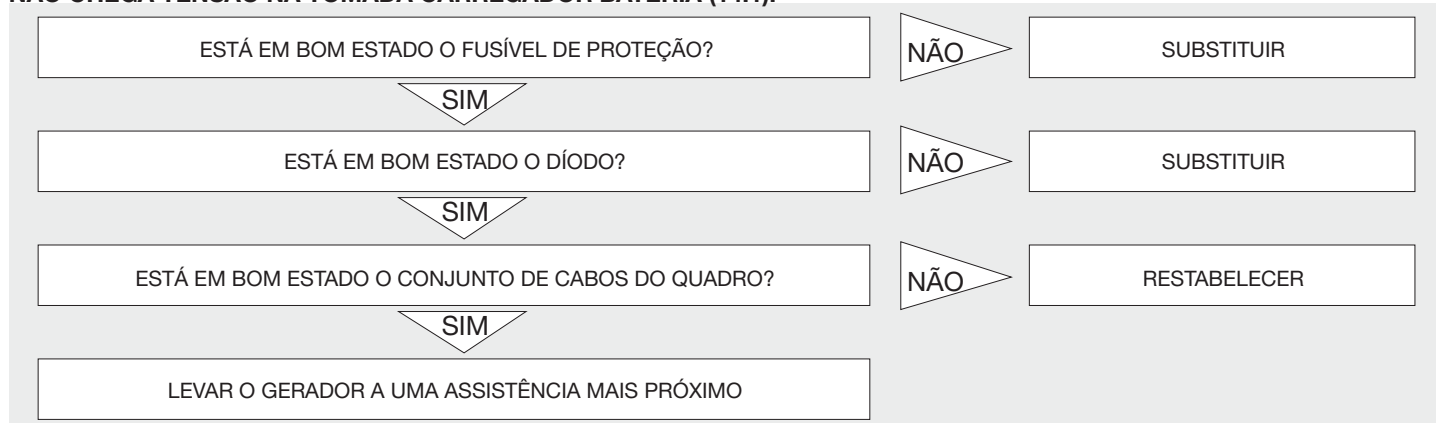 ESTÁ EM BOM ESTADO O FUSÍVEL DE PROTEÇÃO? NÃO SUBSTITUIR
SIM
ESTÁ EM BOM ESTADO O DÍODO? NÃO SUBSTITUIR
SIM
ESTÁ EM BOM ESTADO O CONJUNTO DE CABOS DO QUADRO? NÃO RESTABELECER
SIM
LEVAR O GERADOR A UMA ASSISTÊNCIA MAIS PRÓXIMO